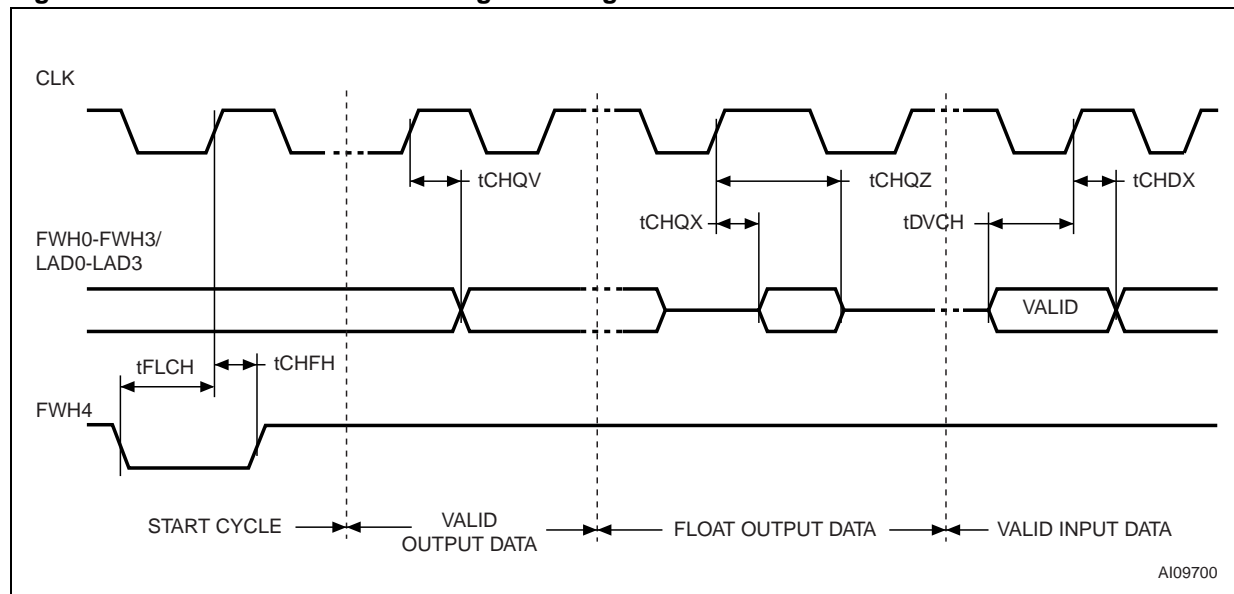 CLK
tCHQV
tCHQZ
tCHDX
tCHQX
tDVCH
FWH0-FWH3/
LAD0-LAD3
VALID
tFLCH
tCHFH
FWH4
START CYCLE
VALID
OUTPUT DATA
FLOAT OUTPUT DATA
VALID INPUT DATA
AI09700